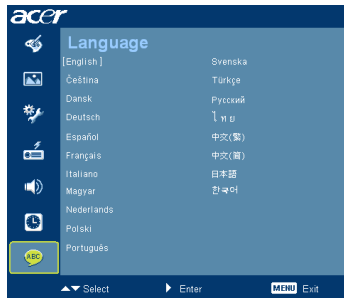 acer
Language
[English]
Čeština
Dansk
Deutsch
Español
Français
Italiano
Magyar
Nederlands
Polski
Português
Svenska
Türkçe
Русский
ไทย
中文(繁)
中文(简)
日本語
한국어
ABC
▲▼ Select
▶ Enter
MENU Exit